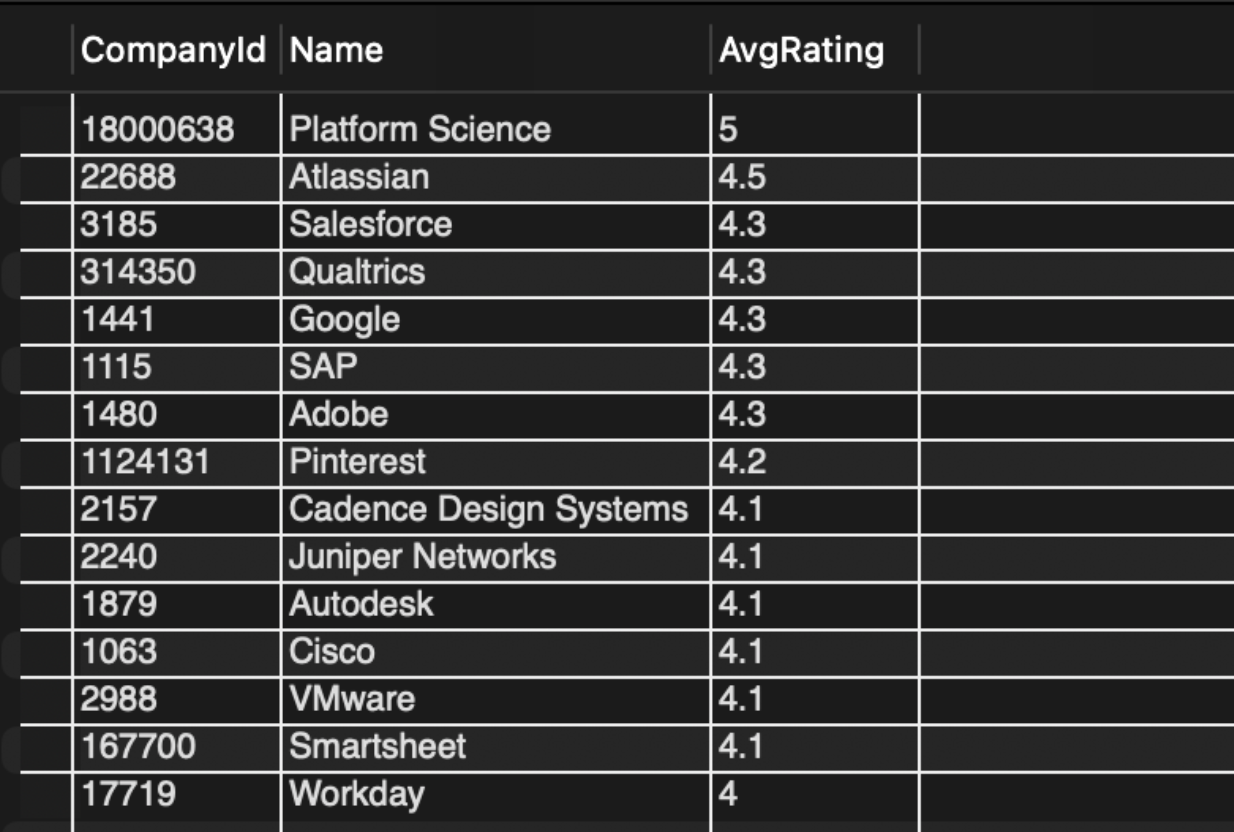 CompanyId Name AvgRating
18000638 Platform Science 5
22688 Atlassian 4.5
3185 Salesforce 4.3
314350 Qualtrics 4.3
1441 Google 4.3
1115 SAP 4.3
1480 Adobe 4.3
1124131 Pinterest 4.2
2157 Cadence Design Systems 4.1
2240 Juniper Networks 4.1
1879 Autodesk 4.1
1063 Cisco 4.1
2988 VMware 4.1
167700 Smartsheet 4.1
17719 Workday 4